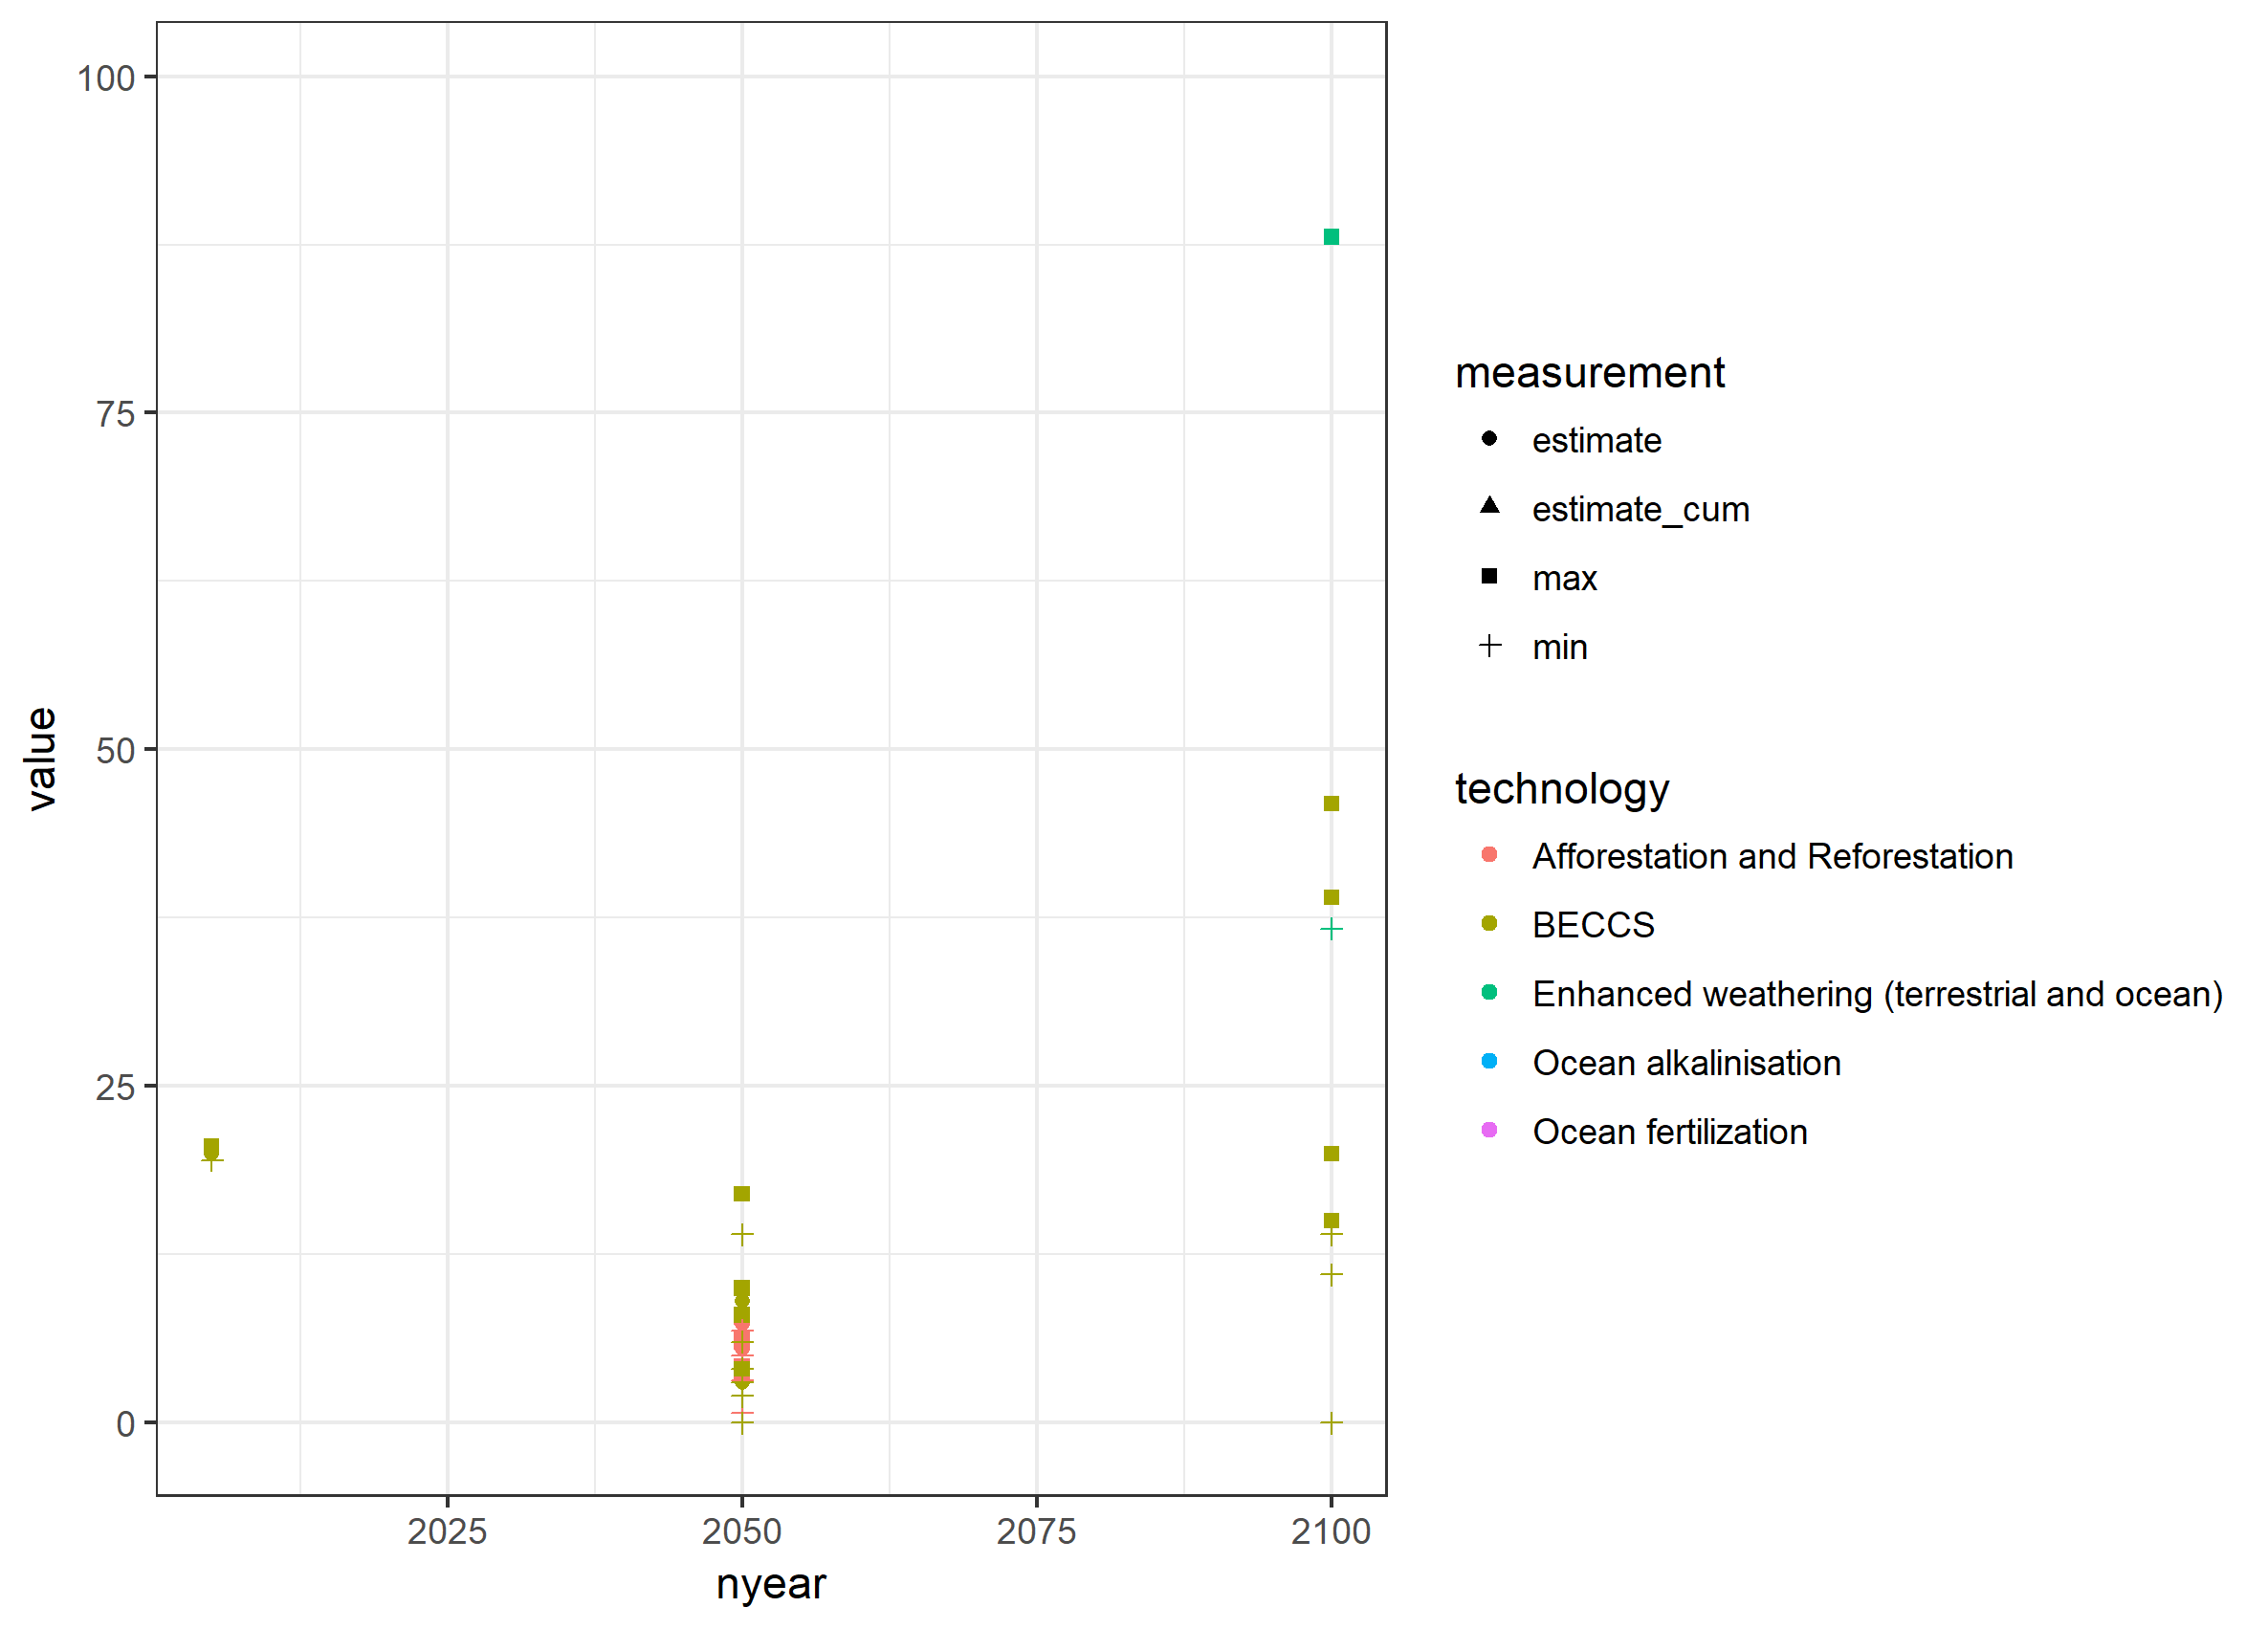 100
75
50
25
0
value
2025 2050 2075 2100
nyear
measurement
estimate
estimate_cum
max
min
technology
Afforestation and Reforestation
BECCS
Enhanced weathering (terrestrial and ocean)
Ocean alkalinisation
Ocean fertilization